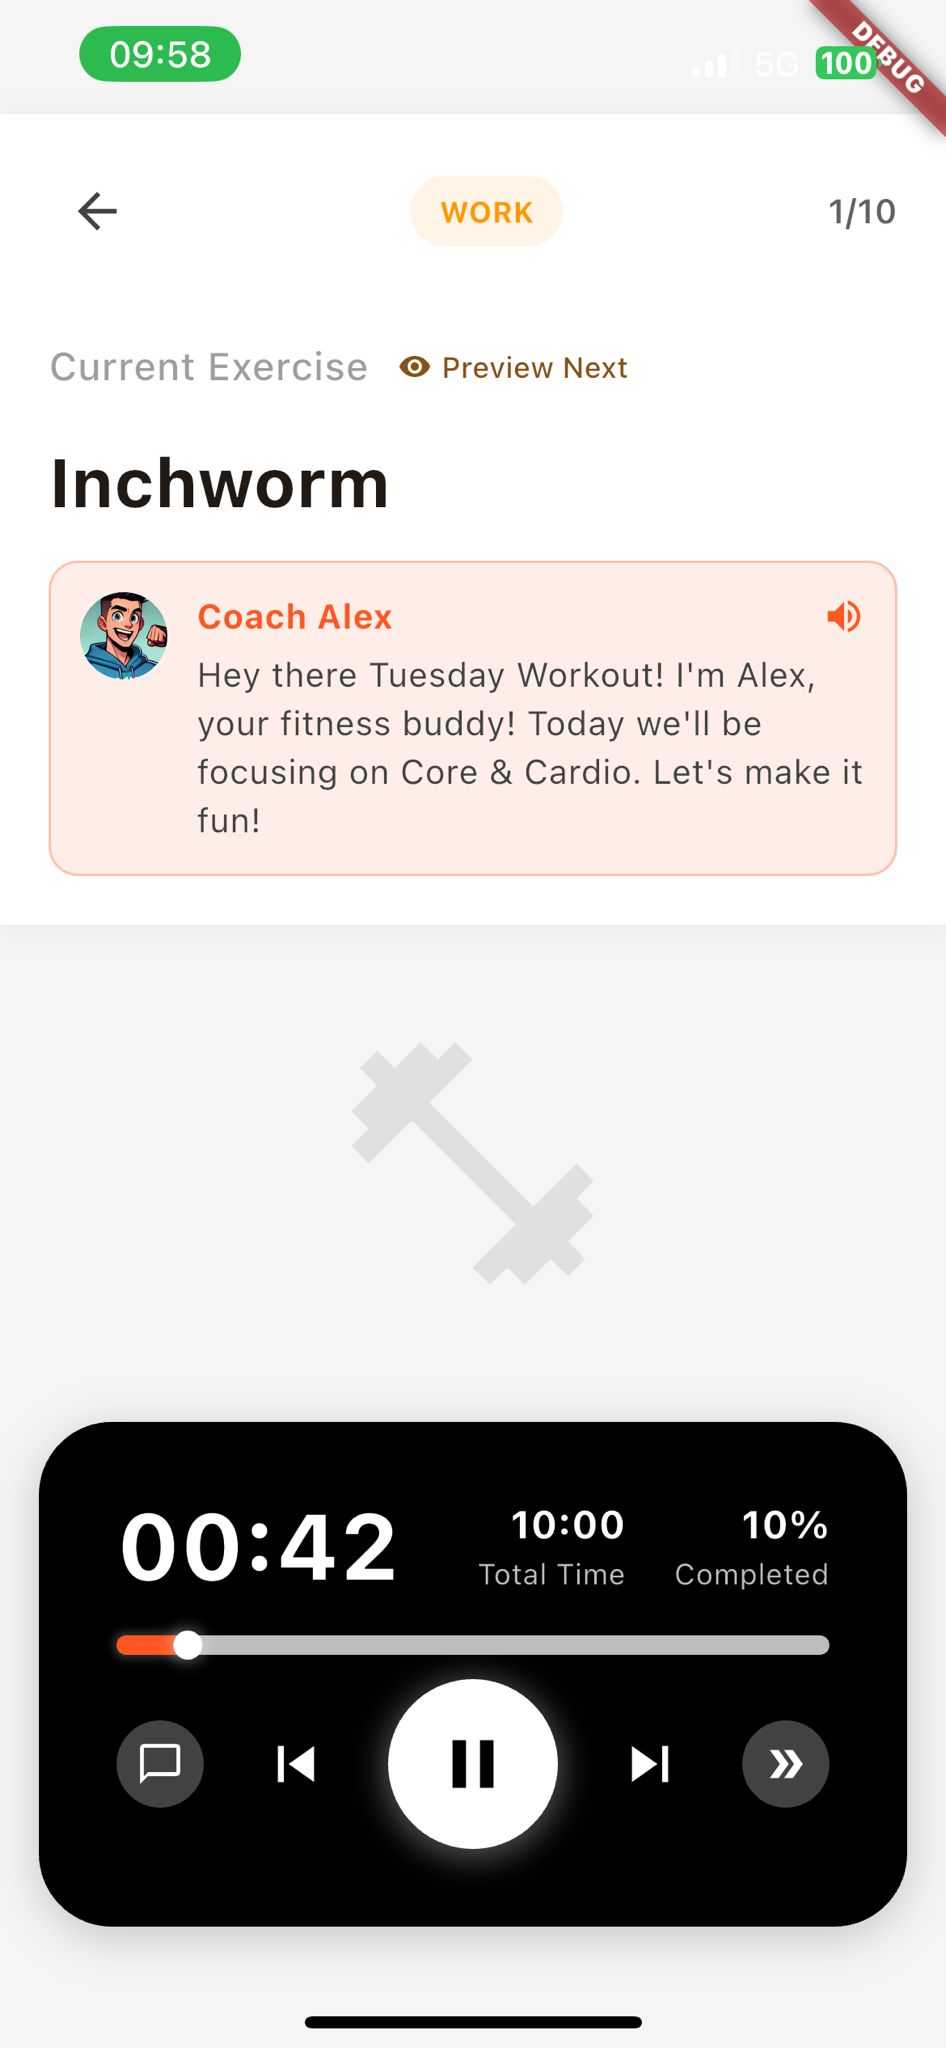 09:58
5G
100
DEBUG
WORK
1/10
Current Exercise
Preview Next
Inchworm
Coach Alex
Hey there Tuesday Workout! I'm Alex,
your fitness buddy! Today we'll be
focusing on Core & Cardio. Let's make it
fun!
00:42
10:00
Total Time
10%
Completed